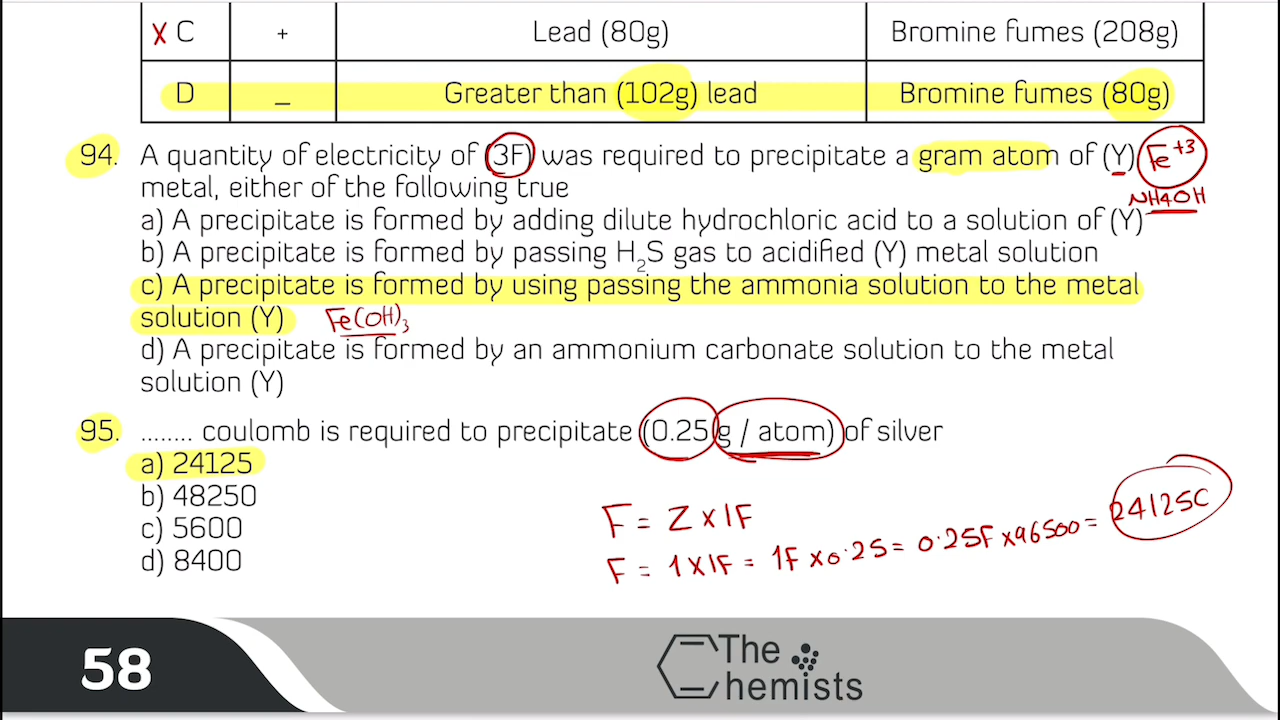 X C + Lead (80g) Bromine fumes (208g)
D _ Greater than (102g) lead Bromine fumes (80g)
94. A quantity of electricity of (3F) was required to precipitate a gram atom of (Y) Fe+3
metal, either of the following true NH4OH
a) A precipitate is formed by adding dilute hydrochloric acid to a solution of (Y)
b) A precipitate is formed by passing H2S gas to acidified (Y) metal solution
c) A precipitate is formed by using passing the ammonia solution to the metal
solution (Y) Fe(OH)3
d) A precipitate is formed by an ammonium carbonate solution to the metal
solution (Y)
95. ........ coulomb is required to precipitate (0.25 g / atom) of silver
a) 24125
b) 48250
c) 5600
d) 8400
F = Z x 1F
F = 1 x 1F = 1F x 0.25 = 0.25F x 96500 = 24125C
58
The
Chemists